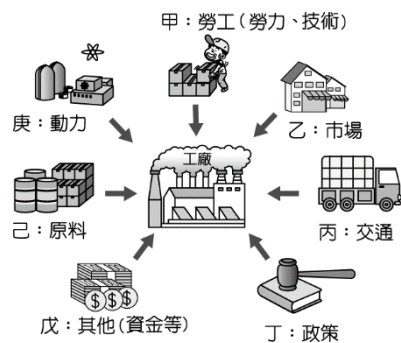 甲：勞工（勞力、技術）
庚：動力
乙：市場
工廠
己：原料
丙：交通
戊：其他（資金等）
丁：政策